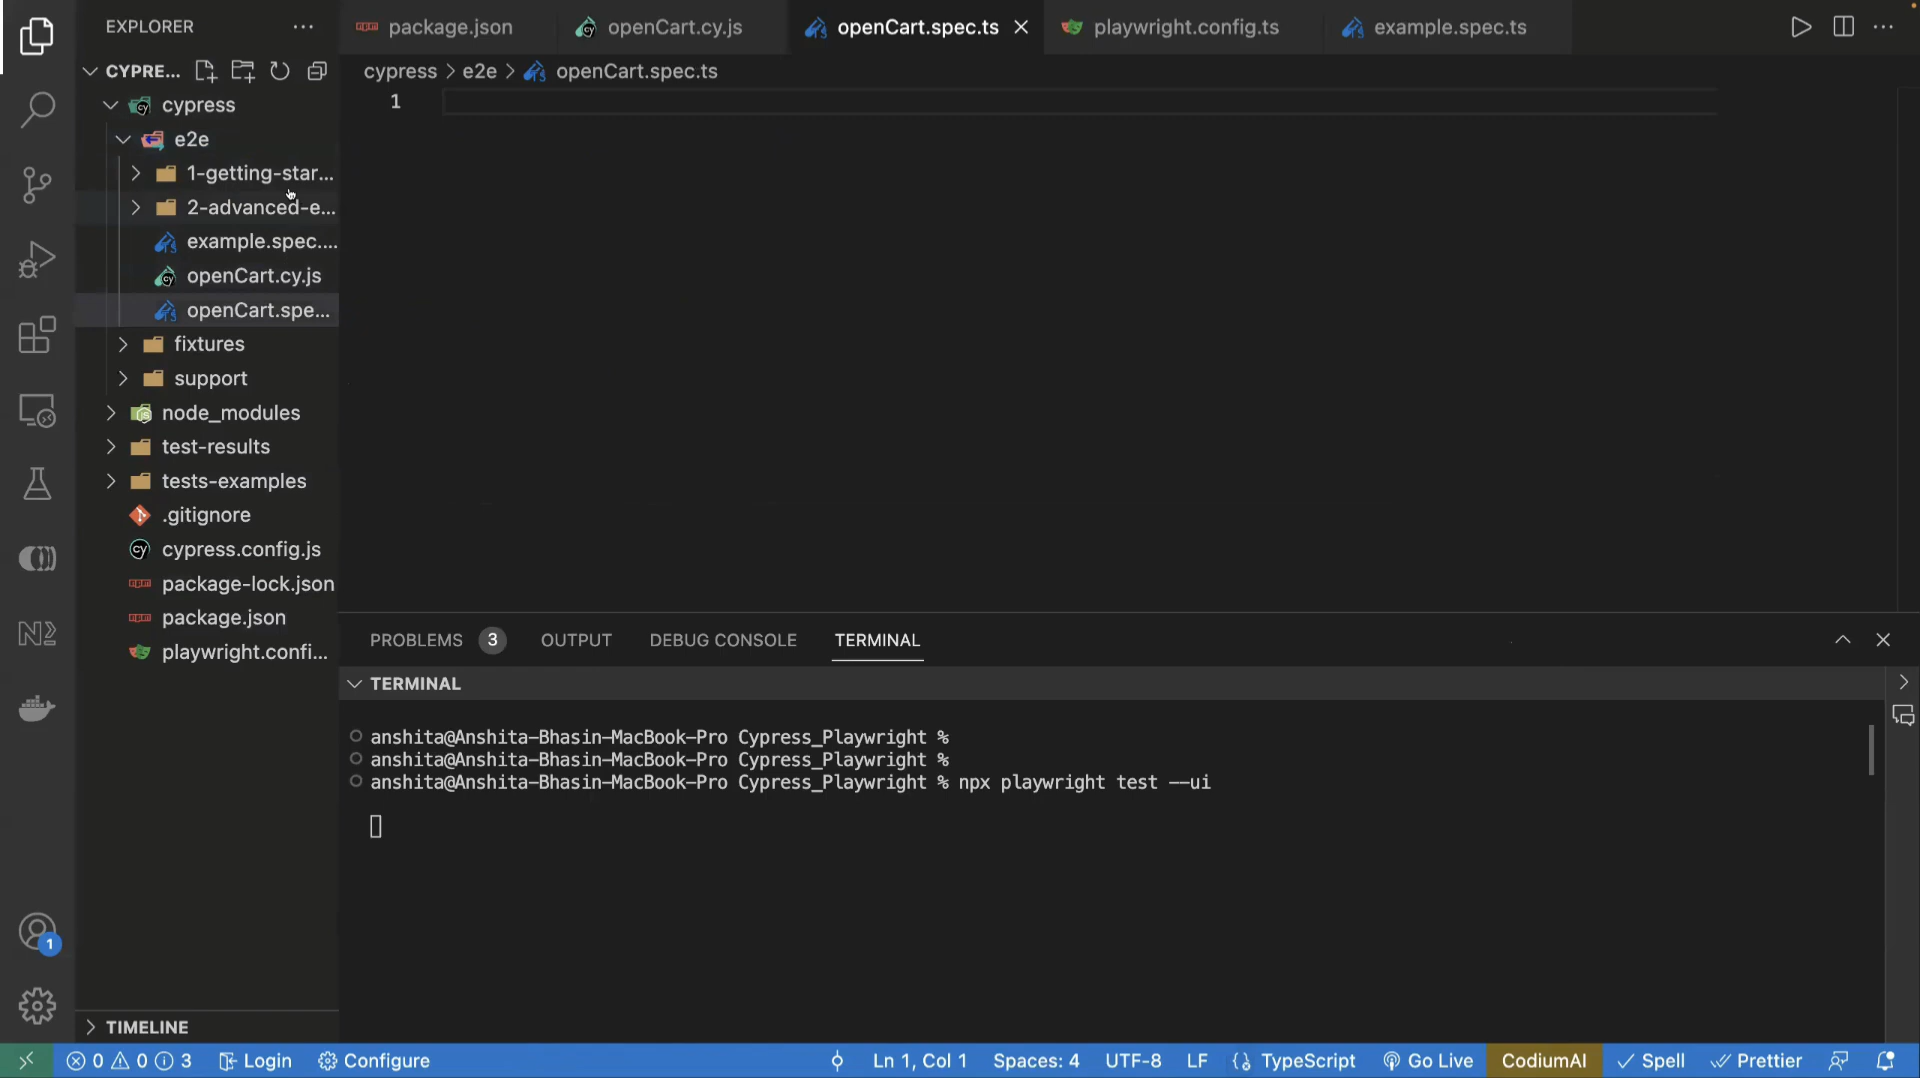 EXPLORER
package.json
openCart.cy.js
openCart.spec.ts
playwright.config.ts
example.spec.ts
CYPRE...
cypress > e2e > openCart.spec.ts
1
cypress
e2e
1-getting-star...
2-advanced-e...
example.spec....
openCart.cy.js
openCart.spe...
fixtures
support
node_modules
test-results
tests-examples
.gitignore
cypress.config.js
package-lock.json
package.json
playwright.confi...
PROBLEMS 3 OUTPUT DEBUG CONSOLE TERMINAL
TERMINAL
anshita@Anshita-Bhasin-MacBook-Pro Cypress_Playwright %
anshita@Anshita-Bhasin-MacBook-Pro Cypress_Playwright %
anshita@Anshita-Bhasin-MacBook-Pro Cypress_Playwright % npx playwright test --ui
1
TIMELINE
0 0 3 Login Configure Ln 1, Col 1 Spaces: 4 UTF-8 LF {} TypeScript Go Live CodiumAI Spell Prettier